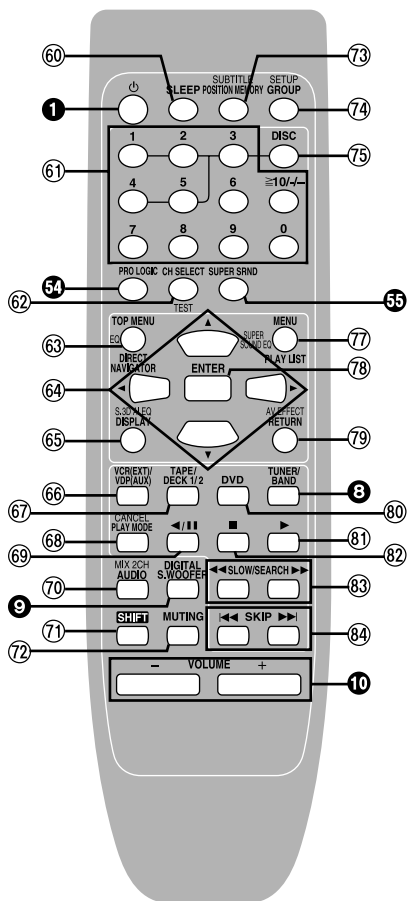 60 73
SUBTITLE SETUP
⏻ SLEEP POSITION MEMORY GROUP
1 74
1 2 3 DISC
61 75
4 5 6 ≧10/-/--
7 8 9 0
54 PRO LOGIC CH SELECT SUPER SRND
62 TEST 55
TOP MENU ▲ MENU
63 EQ SUPER SOUND EQ 77
DIRECT NAVIGATOR ENTER PLAY LIST
64 ◀ ▶ 78
S.3D/AI EQ AV EFFECT
65 DISPLAY RETURN 79
▼
VCR(EXT)/ TAPE/ TUNER/
66 VDP(AUX) DECK 1/2 DVD BAND 8
67 80
CANCEL
68 PLAY MODE ◀/❚❚ ■ ▶ 81
69 82
MIX 2CH DIGITAL
70 AUDIO S.WOOFER ◀◀ SLOW/SEARCH ▶▶ 83
9
71 SHIFT MUTING |◀◀ SKIP ▶▶| 84
72
− VOLUME + 10